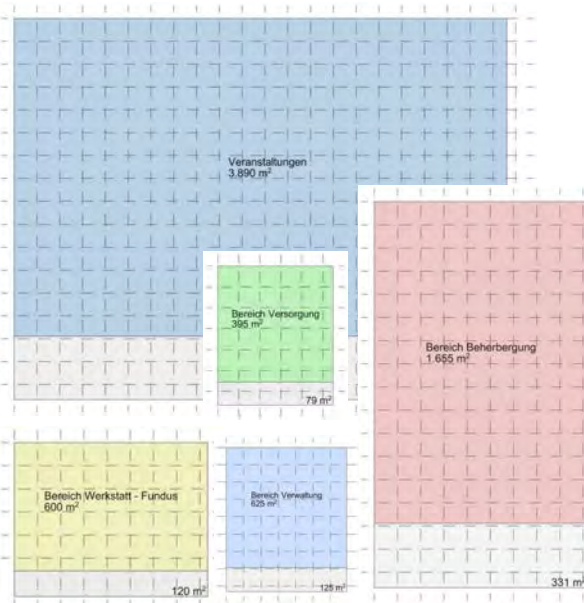 Veranstaltungen
3.890 m²
Bereich Versorgung
395 m²
79 m²
Bereich Beherbergung
1.655 m²
331 m²
Bereich Werkstatt - Fundus
600 m²
120 m²
Bereich Verwaltung
625 m²
125 m²